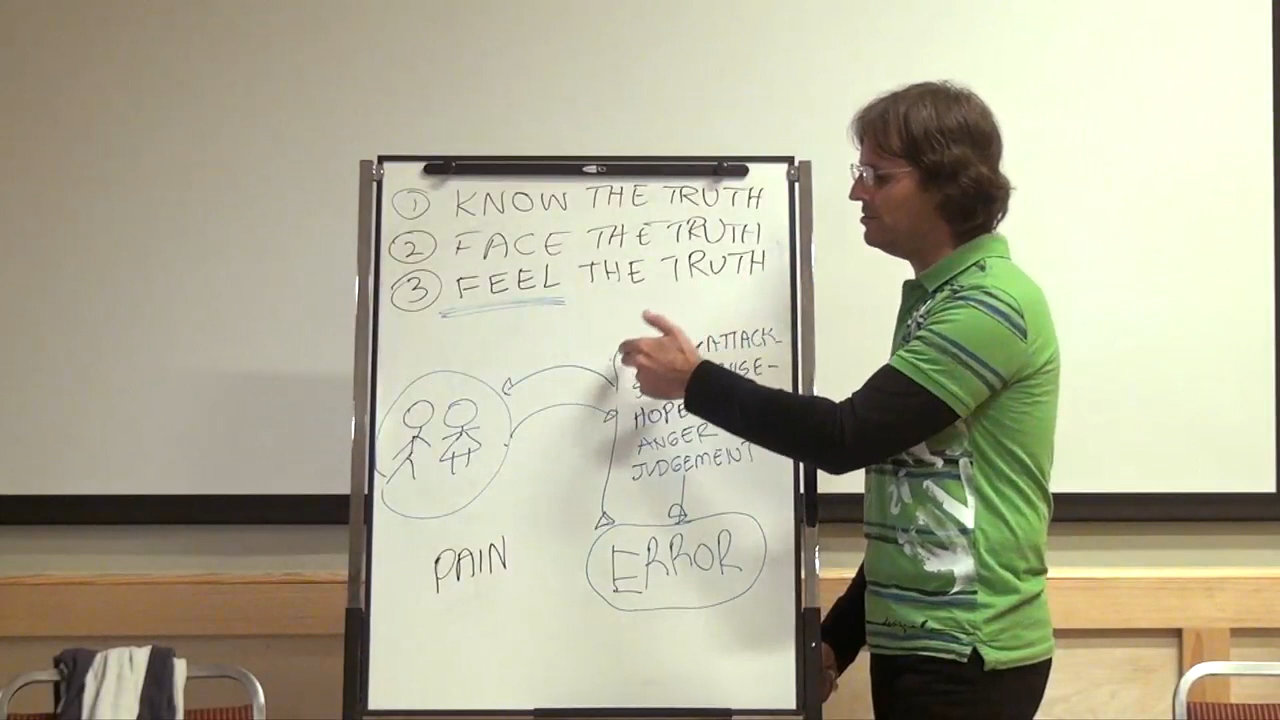 1 KNOW THE TRUTH
2 FACE THE TRUTH
3 FEEL THE TRUTH
ATTACK
HOPE
ANGER
JUDGEMENT
PAIN
ERROR